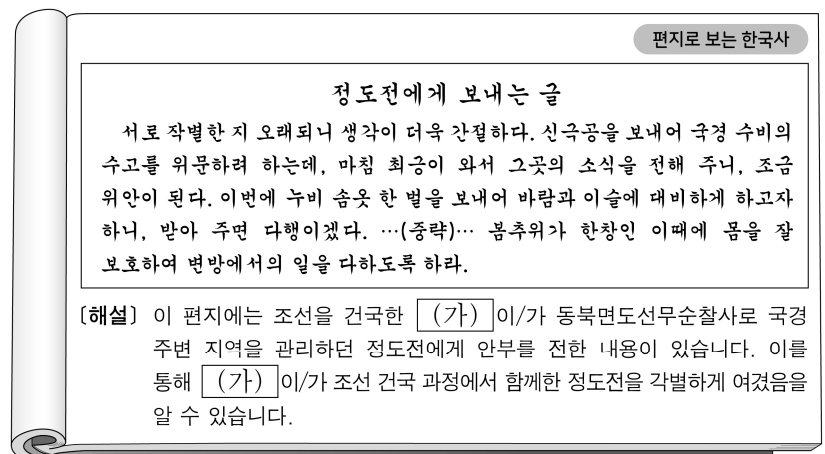 편지로 보는 한국사
정도전에게 보내는 글
서로 작별한 지 오래되니 생각이 더욱 간절하다. 신극공을 보내어 국경 수비의
수고를 위문하려 하는데, 마침 최긍이 와서 그곳의 소식을 전해 주니, 조금
위안이 된다. 이번에 누비 솜옷 한 벌을 보내어 바람과 이슬에 대비하게 하고자
하니, 받아 주면 다행이겠다. …(중략)… 봄추위가 한창인 이때에 몸을 잘
보호하여 변방에서의 일을 다하도록 하라.
〔해설〕 이 편지에는 조선을 건국한 (가) 이/가 동북면도선무순찰사로 국경
주변 지역을 관리하던 정도전에게 안부를 전한 내용이 있습니다. 이를
통해 (가) 이/가 조선 건국 과정에서 함께한 정도전을 각별하게 여겼음을
알 수 있습니다.